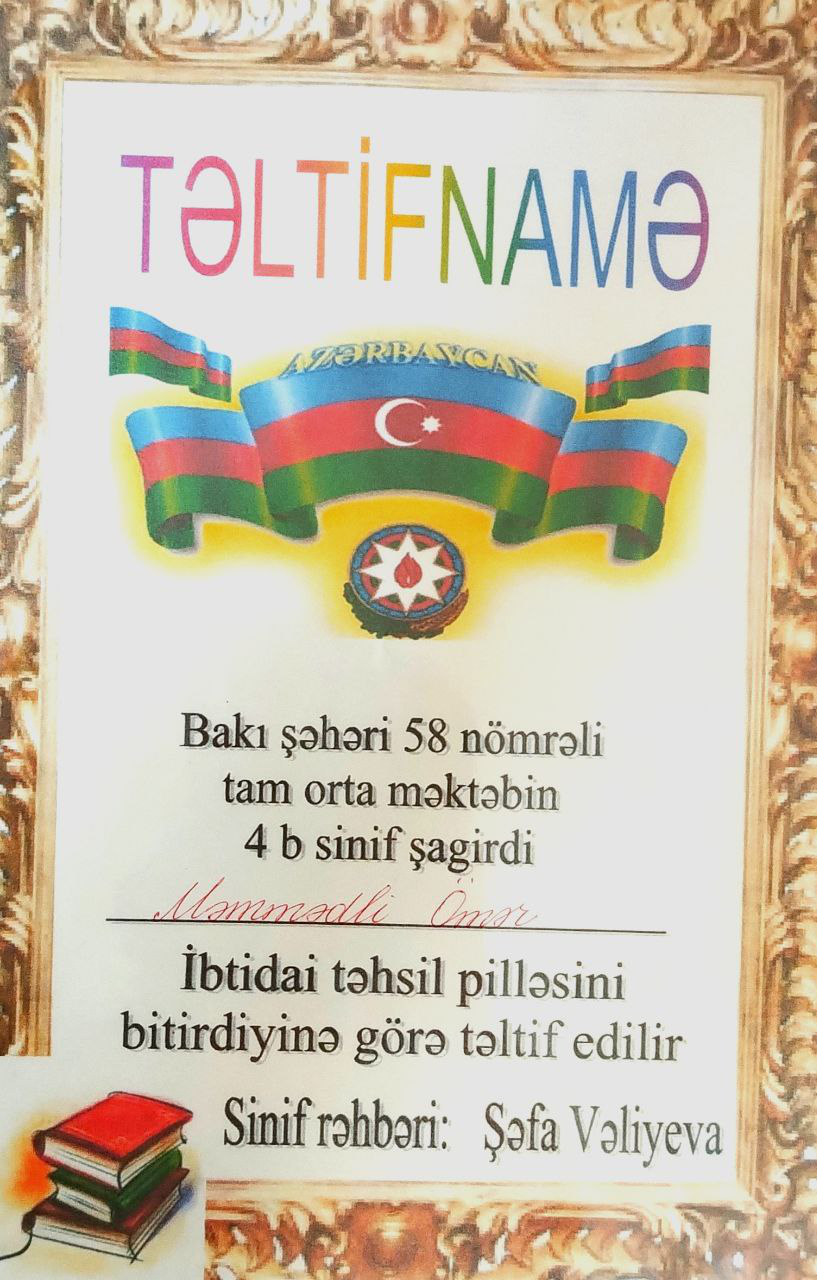 TƏLTİFNAMƏ
AZƏRBAYCAN
Bakı şəhəri 58 nömrəli
tam orta məktəbin
4 b sinif şagirdi
Məmmədli Ömər
İbtidai təhsil pilləsini
bitirdiyinə görə təltif edilir
Sinif rəhbəri: Şəfa Vəliyeva